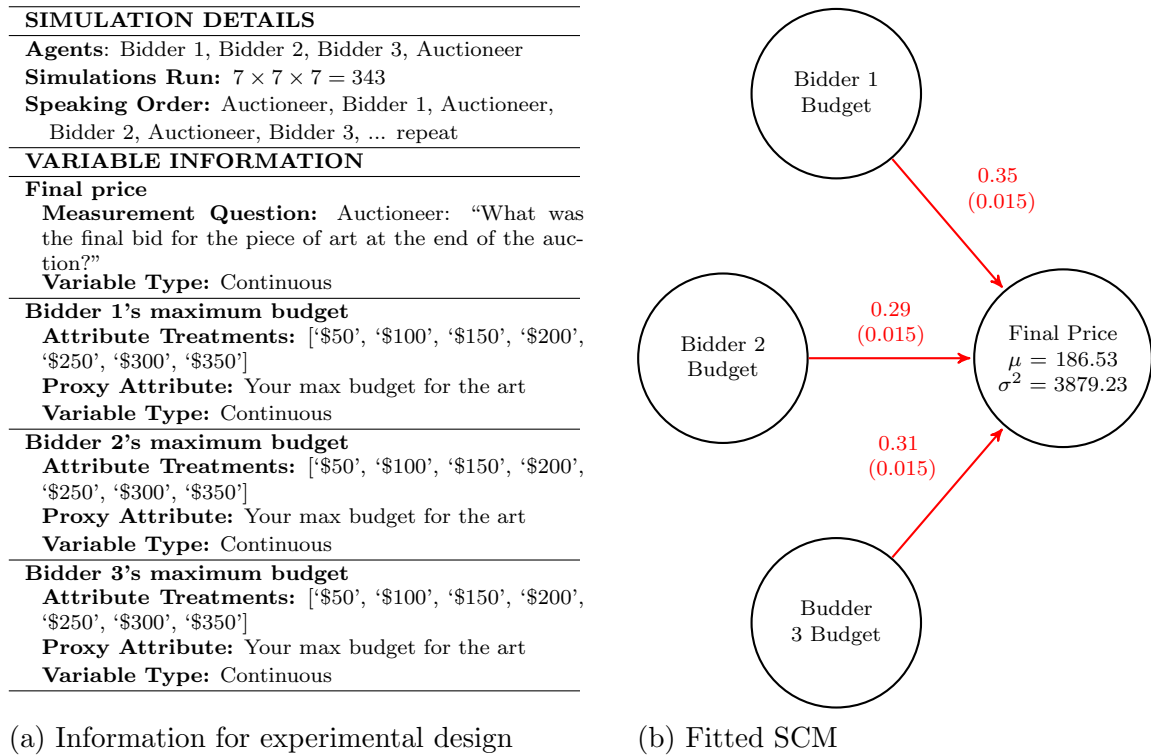 SIMULATION DETAILS
Agents: Bidder 1, Bidder 2, Bidder 3, Auctioneer
Simulations Run: 7 × 7 × 7 = 343
Speaking Order: Auctioneer, Bidder 1, Auctioneer,
Bidder 2, Auctioneer, Bidder 3, ... repeat
VARIABLE INFORMATION
Final price
Measurement Question: Auctioneer: “What was
the final bid for the piece of art at the end of the auc-
tion?”
Variable Type: Continuous
Bidder 1's maximum budget
Attribute Treatments: [‘$50’, ‘$100’, ‘$150’, ‘$200’,
‘$250’, ‘$300’, ‘$350’]
Proxy Attribute: Your max budget for the art
Variable Type: Continuous
Bidder 2's maximum budget
Attribute Treatments: [‘$50’, ‘$100’, ‘$150’, ‘$200’,
‘$250’, ‘$300’, ‘$350’]
Proxy Attribute: Your max budget for the art
Variable Type: Continuous
Bidder 3's maximum budget
Attribute Treatments: [‘$50’, ‘$100’, ‘$150’, ‘$200’,
‘$250’, ‘$300’, ‘$350’]
Proxy Attribute: Your max budget for the art
Variable Type: Continuous
(a) Information for experimental design
Bidder 1
Budget
0.35
(0.015)
Bidder 2
Budget
0.29
(0.015)
Final Price
μ = 186.53
σ² = 3879.23
0.31
(0.015)
Budder
3 Budget
(b) Fitted SCM